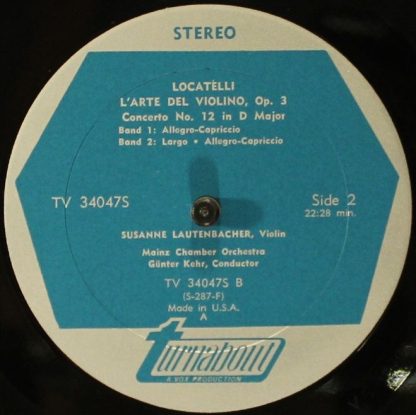 STEREO
LOCATĖLLI
L'ARTE DEL VIOLINO, Op. 3
Concerto No. 12 in D Major
Band 1: Allegro-Capriccio
Band 2: Largo • Allegro-Capriccio
TV 34047S
Side 2
22:28 min.
SUSANNE LAUTENBACHER, Violin
Mainz Chamber Orchestra
Günter Kehr, Conductor
TV 34047S B
(S-287-F)
Made in U.S.A.
A
turnabout
A VOX PRODUCTION